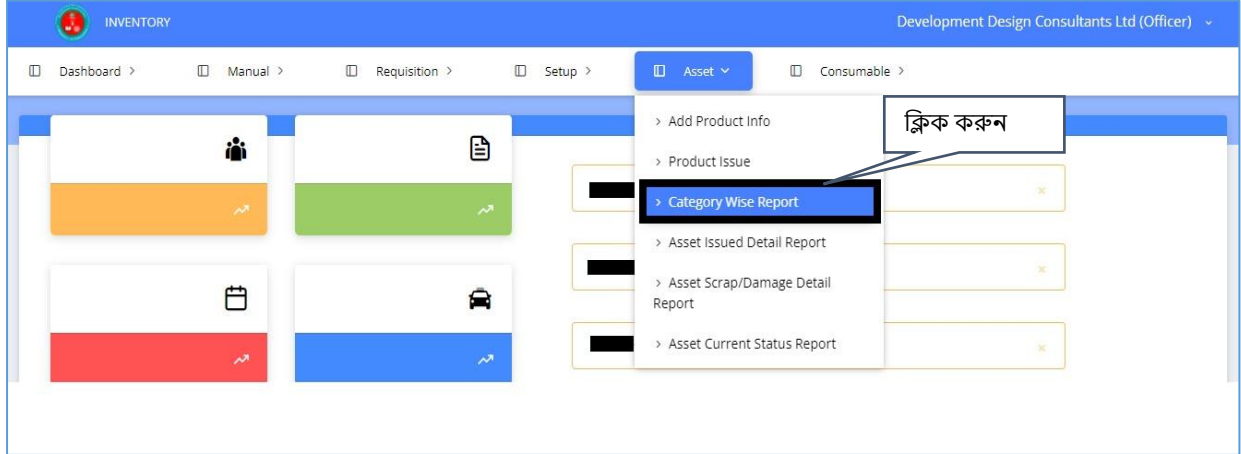 INVENTORY
Development Design Consultants Ltd (Officer)
Dashboard >
Manual >
Requisition >
Setup >
Asset
Consumable >
> Add Product Info
ক্লিক করুন
> Product Issue
> Category Wise Report
> Asset Issued Detail Report
> Asset Scrap/Damage Detail
Report
> Asset Current Status Report